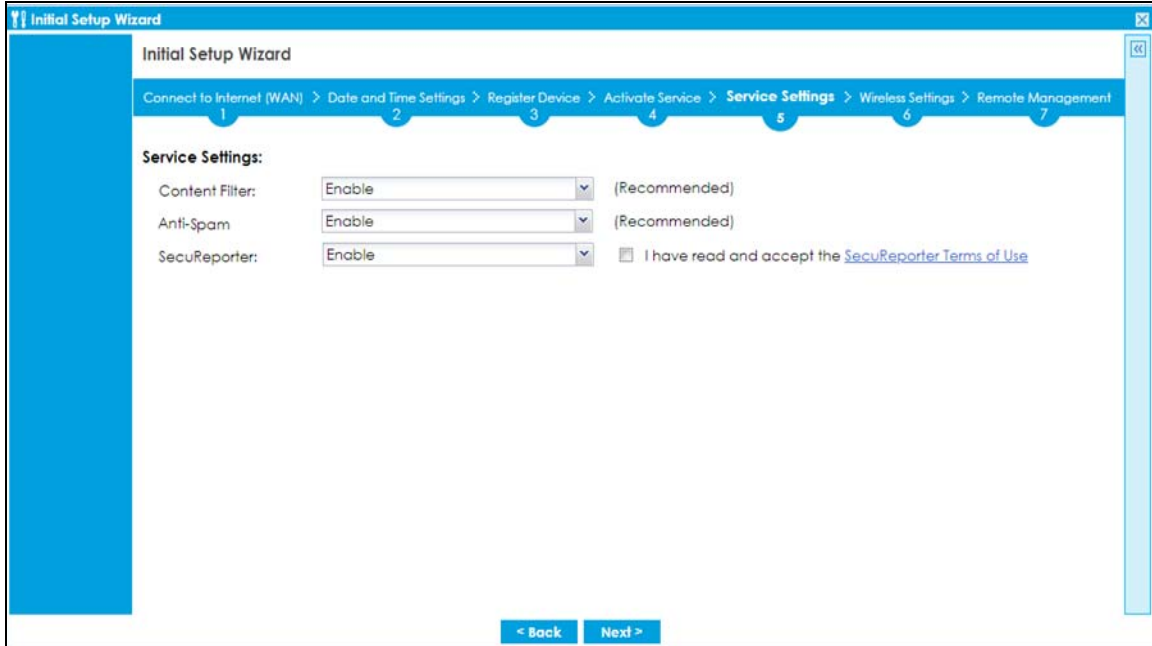 Initial Setup Wizard
Initial Setup Wizard
Connect to Internet (WAN) > Date and Time Settings > Register Device > Activate Service > Service Settings > Wireless Settings > Remote Management
1 2 3 4 5 6 7
Service Settings:
Content Filter: Enable (Recommended)
Anti-Spam Enable (Recommended)
SecuReporter: Enable I have read and accept the SecuReporter Terms of Use
< Back Next >